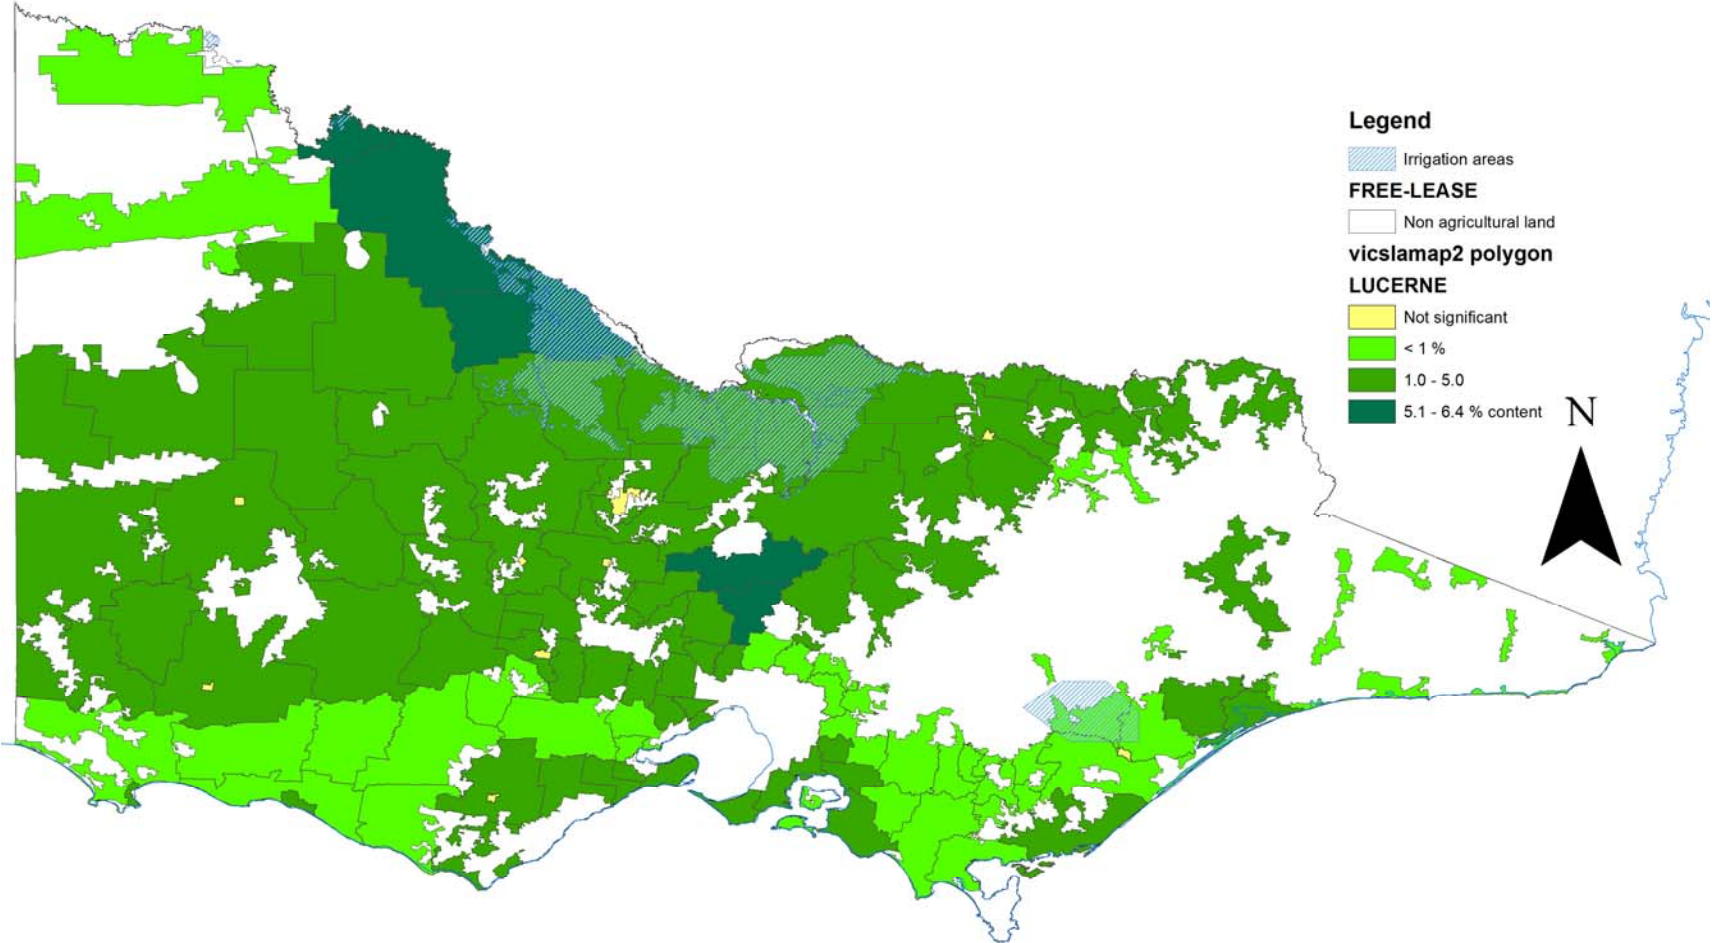 Legend
Irrigation areas
FREE-LEASE
Non agricultural land
vicslamap2 polygon
LUCERNE
Not significant
< 1 %
1.0 - 5.0
5.1 - 6.4 % content
N